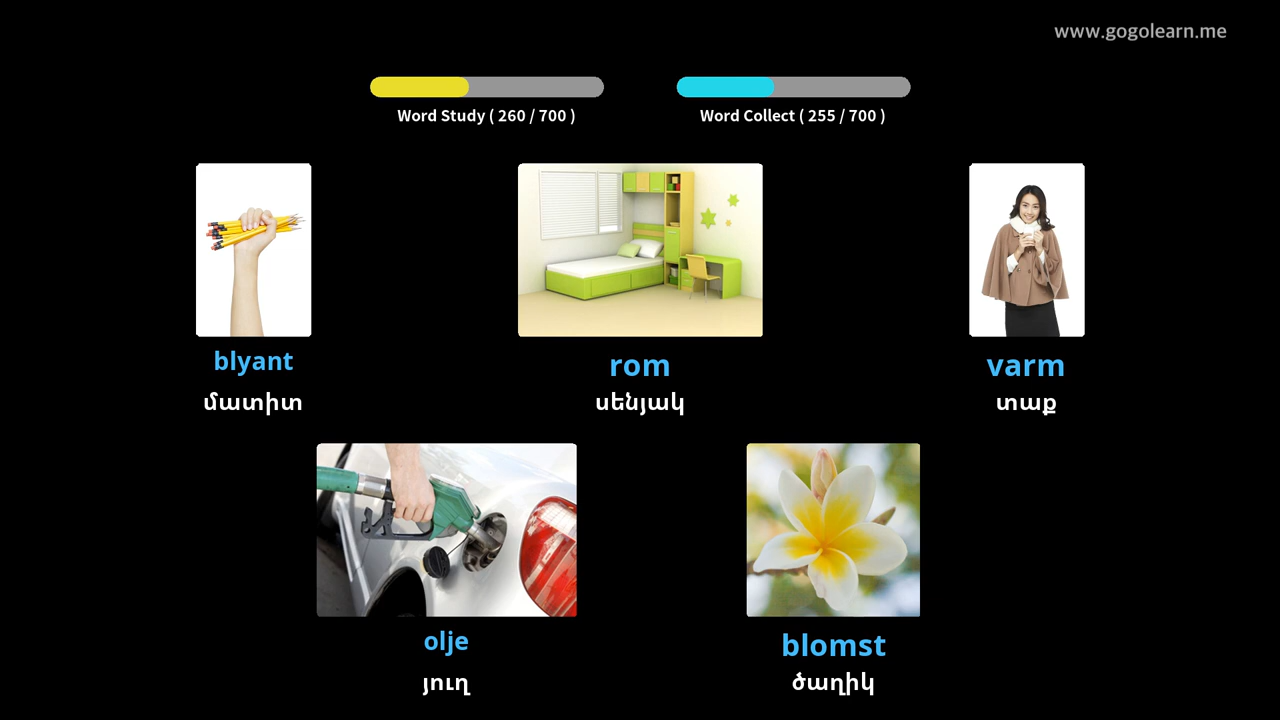 www.gogolearn.me
Word Study ( 260 / 700 )
Word Collect ( 255 / 700 )
blyant
մատիտ
rom
սենյակ
varm
տաք
olje
յուղ
blomst
ծաղիկ